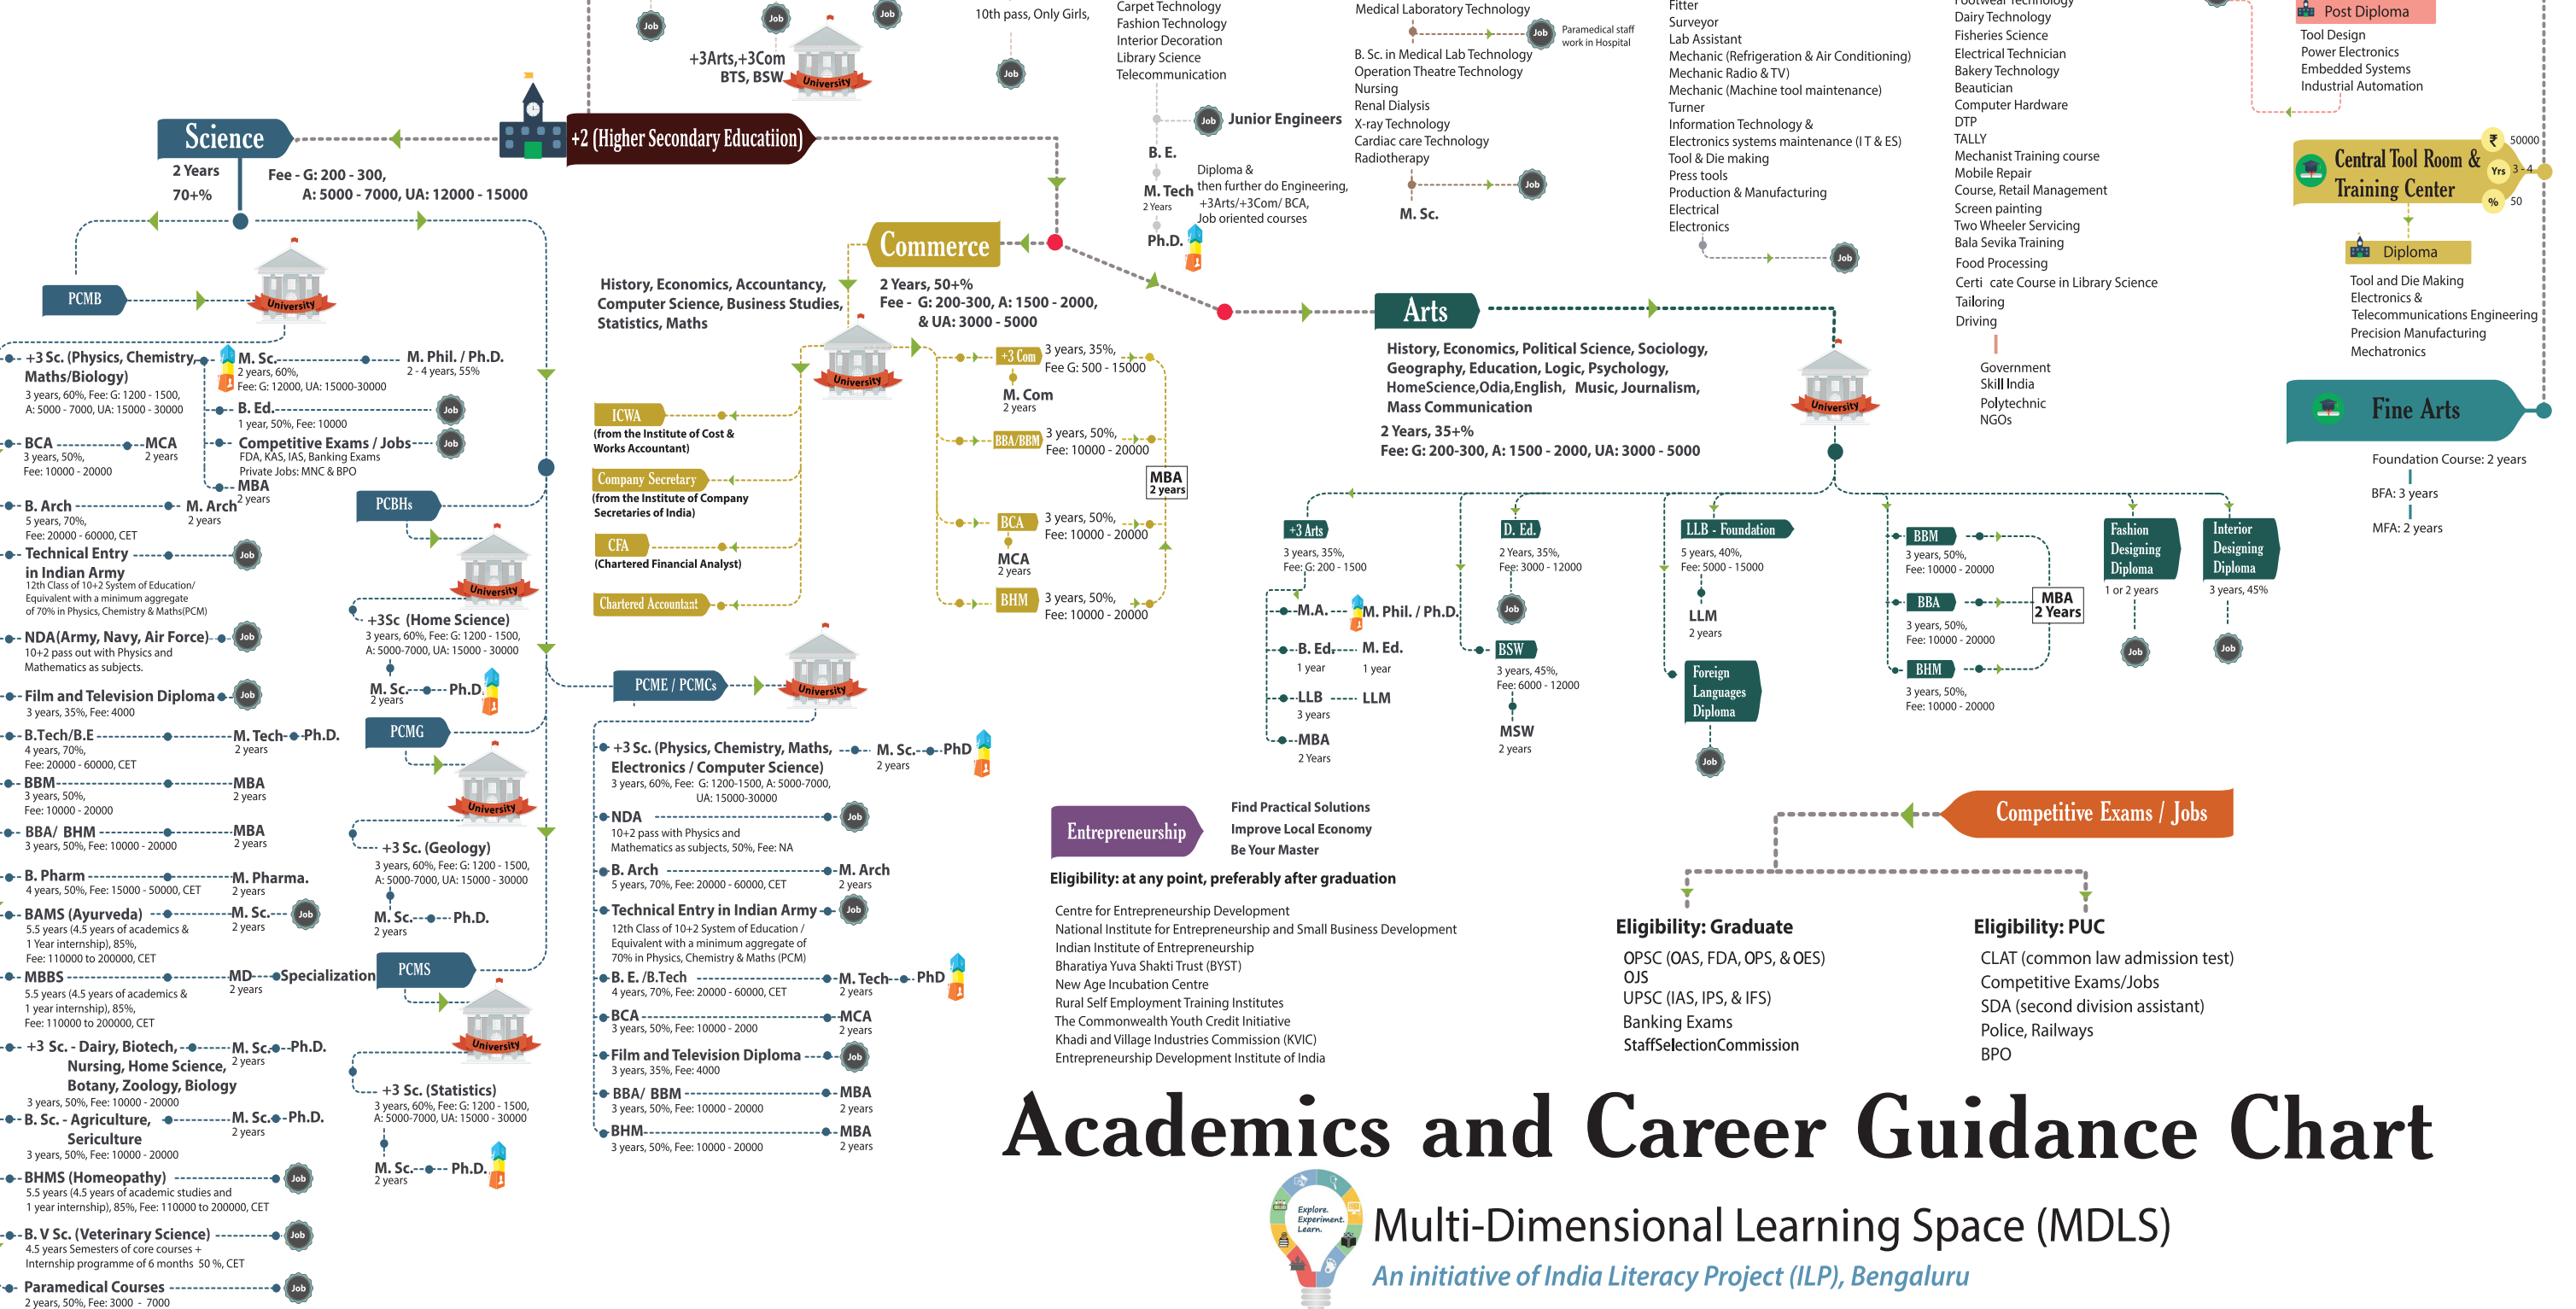 Job
Job
Job
+3Arts,+3Com
BTS, BSW
University
10th pass, Only Girls,
Job
Carpet Technology
Fashion Technology
Interior Decoration
Library Science
Telecommunication
Job
Junior Engineers
B. E.
M. Tech
2 Years
Ph.D.
Diploma &
then further do Engineering,
+3Arts/+3Com/ BCA,
Job oriented courses
Medical Laboratory Technology
Job
Paramedical staff
work in Hospital
B. Sc. in Medical Lab Technology
Operation Theatre Technology
Nursing
Renal Dialysis
X-ray Technology
Cardiac care Technology
Radiotherapy
Job
M. Sc.
Fitter
Surveyor
Lab Assistant
Mechanic (Refrigeration & Air Conditioning)
Mechanic Radio & TV)
Mechanic (Machine tool maintenance)
Turner
Information Technology &
Electronics systems maintenance (I T & ES)
Tool & Die making
Press tools
Production & Manufacturing
Electrical
Electronics
Job
Footwear Technology
Dairy Technology
Fisheries Science
Electrical Technician
Bakery Technology
Beautician
Computer Hardware
DTP
TALLY
Mechanist Training course
Mobile Repair
Course, Retail Management
Screen painting
Two Wheeler Servicing
Bala Sevika Training
Food Processing
Certi cate Course in Library Science
Tailoring
Driving
Government
Skill India
Polytechnic
NGOs
Post Diploma
Tool Design
Power Electronics
Embedded Systems
Industrial Automation
Central Tool Room &
Training Center
₹ 50000
Yrs 3 - 4
% 50
Diploma
Tool and Die Making
Electronics &
Telecommunications Engineering
Precision Manufacturing
Mechatronics
Fine Arts
Foundation Course: 2 years
BFA: 3 years
MFA: 2 years
+2 (Higher Secondary Educatiion)
Science
2 Years
70+%
Fee - G: 200 - 300,
A: 5000 - 7000, UA: 12000 - 15000
PCMB
University
+3 Sc. (Physics, Chemistry,
Maths/Biology)
3 years, 60%, Fee: G: 1200 - 1500,
A: 5000 - 7000, UA: 15000 - 30000
M. Sc.
2 years, 60%,
Fee: G: 12000, UA: 15000-30000
M. Phil. / Ph.D.
2 - 4 years, 55%
B. Ed.
1 year, 50%, Fee: 10000
Job
Competitive Exams / Jobs
FDA, KAS, IAS, Banking Exams
Private Jobs: MNC & BPO
Job
MBA
2 years
BCA
3 years, 50%,
Fee: 10000 - 20000
MCA
2 years
B. Arch
5 years, 70%,
Fee: 20000 - 60000, CET
M. Arch
2 years
Technical Entry
in Indian Army
12th Class of 10+2 System of Education/
Equivalent with a minimum aggregate
of 70% in Physics, Chemistry & Maths(PCM)
Job
NDA(Army, Navy, Air Force)
10+2 pass out with Physics and
Mathematics as subjects.
Job
Film and Television Diploma
3 years, 35%, Fee: 4000
Job
B.Tech/B.E
4 years, 70%,
Fee: 20000 - 60000, CET
M. Tech
2 years
Ph.D.
BBM
3 years, 50%,
Fee: 10000 - 20000
MBA
2 years
BBA/ BHM
3 years, 50%, Fee: 10000 - 20000
MBA
2 years
B. Pharm
4 years, 50%, Fee: 15000 - 50000, CET
M. Pharma.
2 years
BAMS (Ayurveda)
5.5 years (4.5 years of academics &
1 Year internship), 85%,
Fee: 110000 to 200000, CET
M. Sc.
2 years
Job
MBBS
5.5 years (4.5 years of academics &
1 year internship), 85%,
Fee: 110000 to 200000, CET
MD
2 years
Specialization
+3 Sc. - Dairy, Biotech,
Nursing, Home Science,
Botany, Zoology, Biology
3 years, 50%, Fee: 10000 - 20000
M. Sc.
2 years
Ph.D.
B. Sc. - Agriculture,
Sericulture
3 years, 50%, Fee: 10000 - 20000
M. Sc.
2 years
Ph.D.
BHMS (Homeopathy)
5.5 years (4.5 years of academic studies and
1 year internship), 85%, Fee: 110000 to 200000, CET
Job
B. V Sc. (Veterinary Science)
4.5 years Semesters of core courses +
Internship programme of 6 months 50 %, CET
Job
Paramedical Courses
2 years, 50%, Fee: 3000 - 7000
Job
PCBHs
University
+3Sc (Home Science)
3 years, 60%, Fee: G: 1200 - 1500,
A: 5000-7000, UA: 15000 - 30000
M. Sc.
2 years
Ph.D.
PCMG
University
+3 Sc. (Geology)
3 years, 60%, Fee: G: 1200 - 1500,
A: 5000-7000, UA: 15000 - 30000
M. Sc.
2 years
Ph.D.
PCMS
University
+3 Sc. (Statistics)
3 years, 60%, Fee: G: 1200 - 1500,
A: 5000-7000, UA: 15000 - 30000
M. Sc.
2 years
Ph.D.
PCME / PCMCs
University
+3 Sc. (Physics, Chemistry, Maths,
Electronics / Computer Science)
3 years, 60%, Fee: G: 1200-1500, A: 5000-7000,
UA: 15000-30000
M. Sc.
2 years
PhD
NDA
10+2 pass with Physics and
Mathematics as subjects, 50%, Fee: NA
Job
B. Arch
5 years, 70%, Fee: 20000 - 60000, CET
M. Arch
2 years
Technical Entry in Indian Army
12th Class of 10+2 System of Education /
Equivalent with a minimum aggregate of
70% in Physics, Chemistry & Maths (PCM)
Job
B. E. /B.Tech
4 years, 70%, Fee: 20000 - 60000, CET
M. Tech
2 years
PhD
BCA
3 years, 50%, Fee: 10000 - 2000
MCA
2 years
Film and Television Diploma
3 years, 35%, Fee: 4000
Job
BBA/ BBM
3 years, 50%, Fee: 10000 - 20000
MBA
2 years
BHM
3 years, 50%, Fee: 10000 - 20000
MBA
2 years
Commerce
History, Economics, Accountancy,
Computer Science, Business Studies,
Statistics, Maths
2 Years, 50+%
Fee - G: 200-300, A: 1500 - 2000,
& UA: 3000 - 5000
University
ICWA
(from the Institute of Cost &
Works Accountant)
Company Secretary
(from the Institute of Company
Secretaries of India)
CFA
(Chartered Financial Analyst)
Chartered Accountant
+3 Com
3 years, 35%,
Fee G: 500 - 15000
M. Com
2 years
BBA/BBM
3 years, 50%,
Fee: 10000 - 20000
MBA
2 years
BCA
3 years, 50%,
Fee: 10000 - 20000
MCA
2 years
BHM
3 years, 50%,
Fee: 10000 - 20000
Arts
History, Economics, Political Science, Sociology,
Geography, Education, Logic, Psychology,
HomeScience,Odia,English, Music, Journalism,
Mass Communication
2 Years, 35+%
Fee: G: 200-300, A: 1500 - 2000, UA: 3000 - 5000
University
+3 Arts
3 years, 35%,
Fee: G: 200 - 1500
M.A.
M. Phil. / Ph.D.
B. Ed.
1 year
M. Ed.
1 year
LLB
3 years
LLM
MBA
2 Years
D. Ed.
2 Years, 35%,
Fee: 3000 - 12000
Job
BSW
3 years, 45%,
Fee: 6000 - 12000
MSW
2 years
LLB - Foundation
5 years, 40%,
Fee: 5000 - 15000
LLM
2 years
Foreign
Languages
Diploma
Job
BBM
3 years, 50%,
Fee: 10000 - 20000
BBA
3 years, 50%,
Fee: 10000 - 20000
BHM
3 years, 50%,
Fee: 10000 - 20000
MBA
2 Years
Fashion
Designing
Diploma
1 or 2 years
Job
Interior
Designing
Diploma
3 years, 45%
Job
Entrepreneurship
Find Practical Solutions
Improve Local Economy
Be Your Master
Eligibility: at any point, preferably after graduation
Centre for Entrepreneurship Development
National Institute for Entrepreneurship and Small Business Development
Indian Institute of Entrepreneurship
Bharatiya Yuva Shakti Trust (BYST)
New Age Incubation Centre
Rural Self Employment Training Institutes
The Commonwealth Youth Credit Initiative
Khadi and Village Industries Commission (KVIC)
Entrepreneurship Development Institute of India
Competitive Exams / Jobs
Eligibility: Graduate
OPSC (OAS, FDA, OPS, & OES)
OJS
UPSC (IAS, IPS, & IFS)
Banking Exams
StaffSelectionCommission
Eligibility: PUC
CLAT (common law admission test)
Competitive Exams/Jobs
SDA (second division assistant)
Police, Railways
BPO
Academics and Career Guidance Chart
Explore.
Experiment.
Learn.
Multi-Dimensional Learning Space (MDLS)
An initiative of India Literacy Project (ILP), Bengaluru